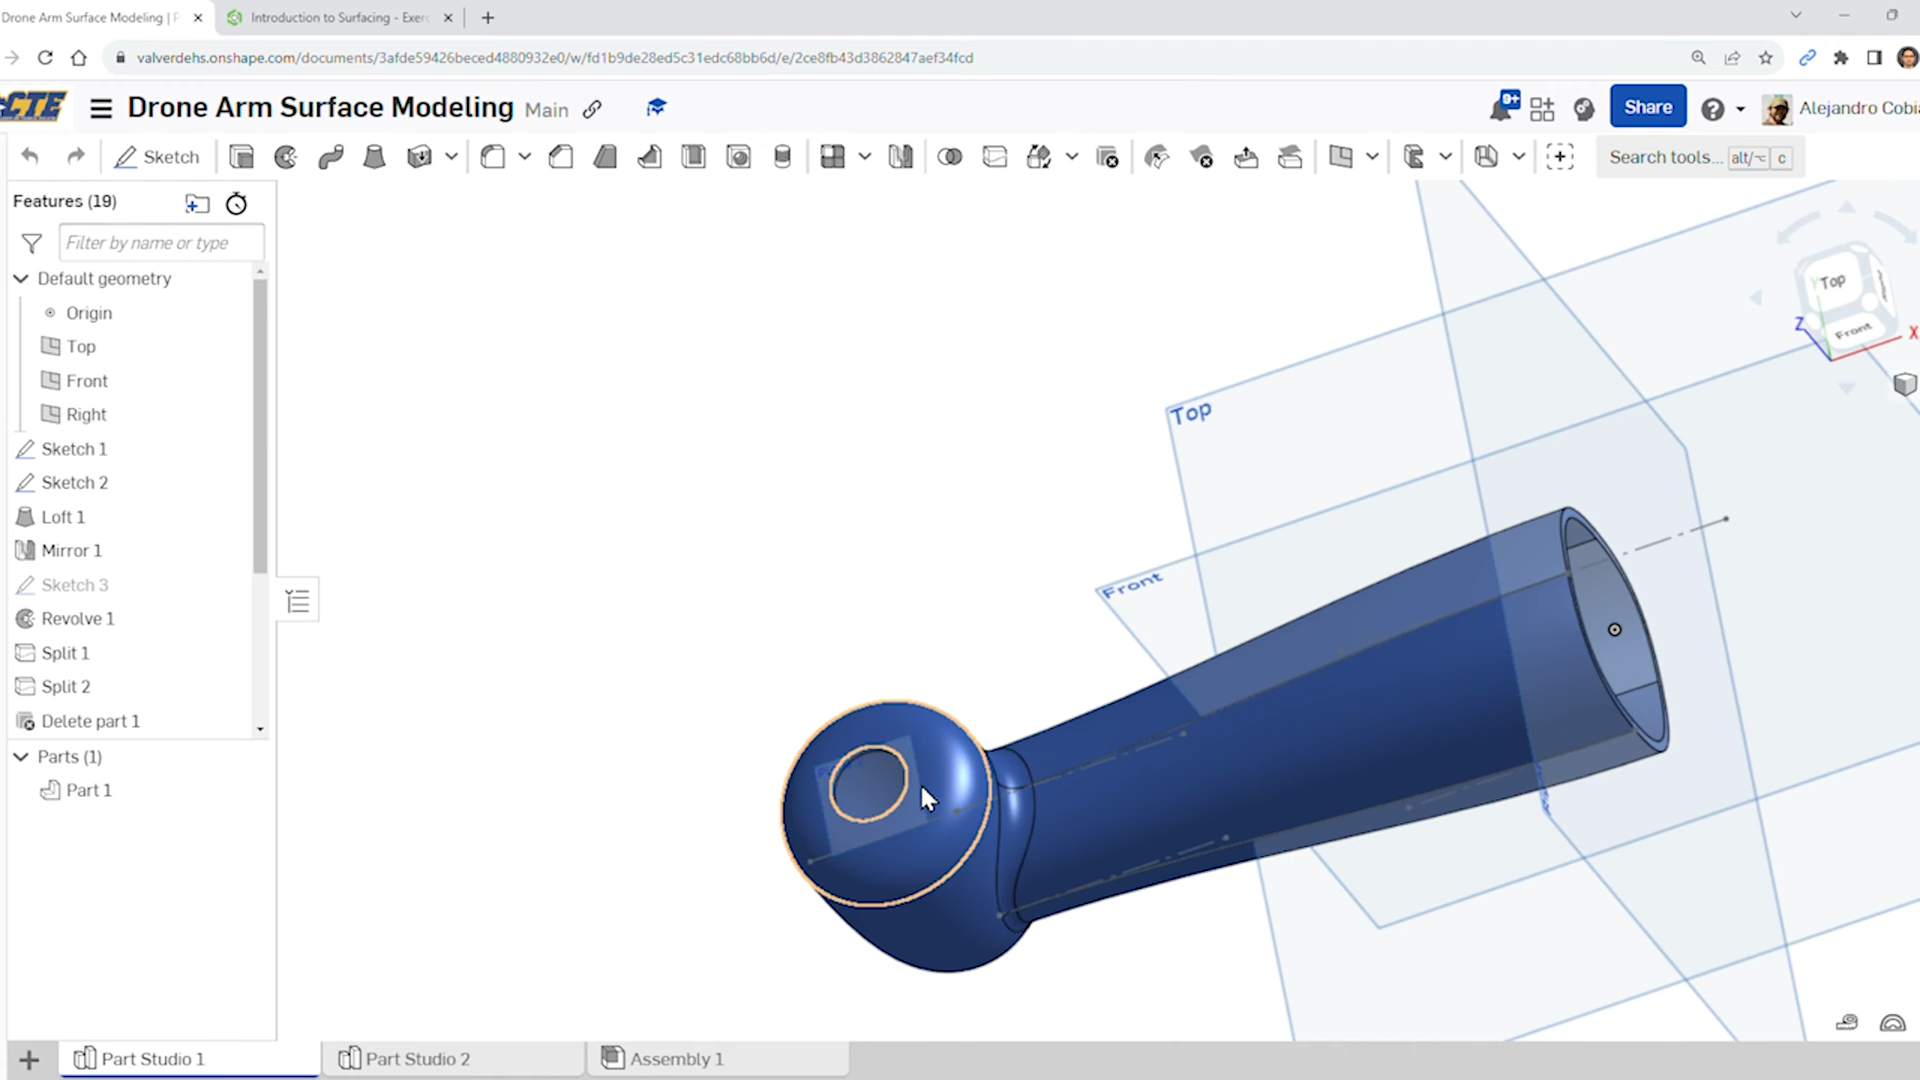 Drone Arm Surface Modeling | P
Introduction to Surfacing - Exerc
valverdehs.onshape.com/documents/3afde59426beced4880932e0/w/fd1b9de28ed5c31edc68bb6d/e/2ce8fb43d3862847aef34fcd
CTE
Drone Arm Surface Modeling Main
9+
Share
Alejandro Cobia
Sketch
Search tools... alt/⌥ c
Features (19)
Filter by name or type
Default geometry
Origin
Top
Front
Right
Sketch 1
Sketch 2
Loft 1
Mirror 1
Sketch 3
Revolve 1
Split 1
Split 2
Delete part 1
Parts (1)
Part 1
Top
Front
Top
Front
Y
Z
X
Part Studio 1
Part Studio 2
Assembly 1